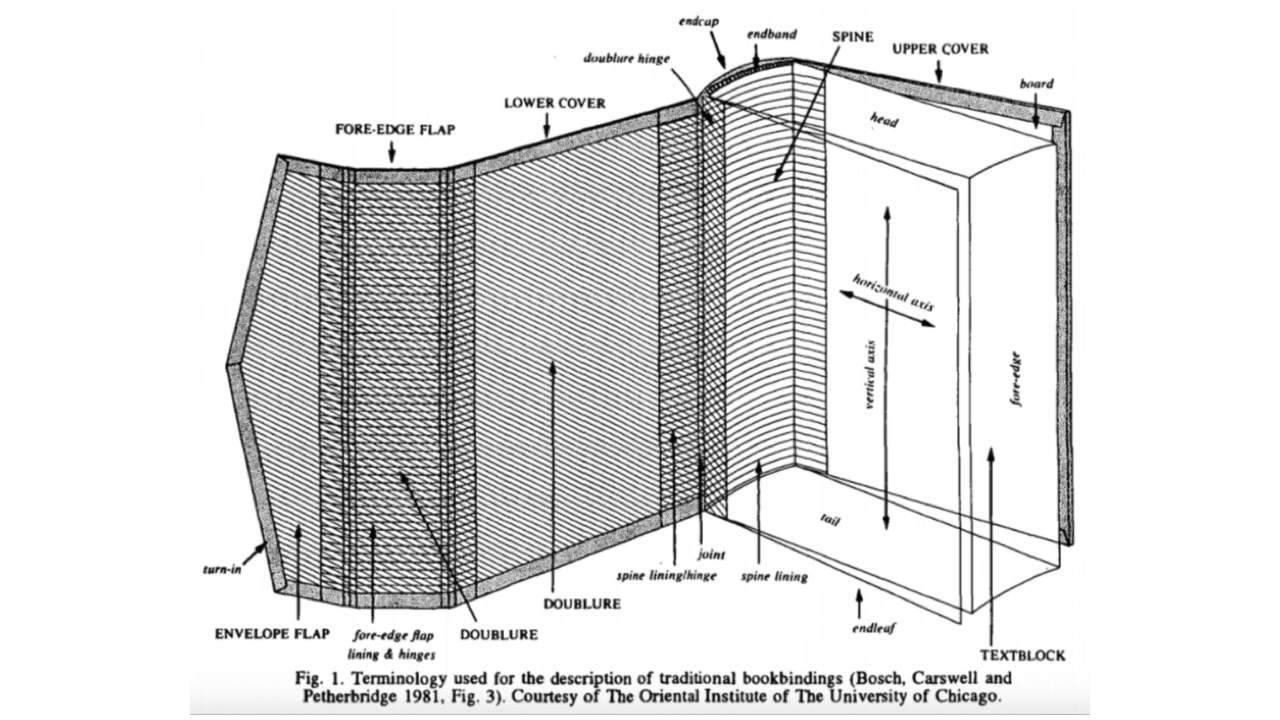 endcap
endband
SPINE
doublure hinge
UPPER COVER
board
LOWER COVER
FORE-EDGE FLAP
head
horizontal axis
vertical axis
fore-edge
tail
turn-in
joint
spine lining/hinge
spine lining
DOUBLURE
endleaf
ENVELOPE FLAP
fore-edge flap
lining & hinges
DOUBLURE
TEXTBLOCK
Fig. 1. Terminology used for the description of traditional bookbindings (Bosch, Carswell and
Petherbridge 1981, Fig. 3). Courtesy of The Oriental Institute of The University of Chicago.